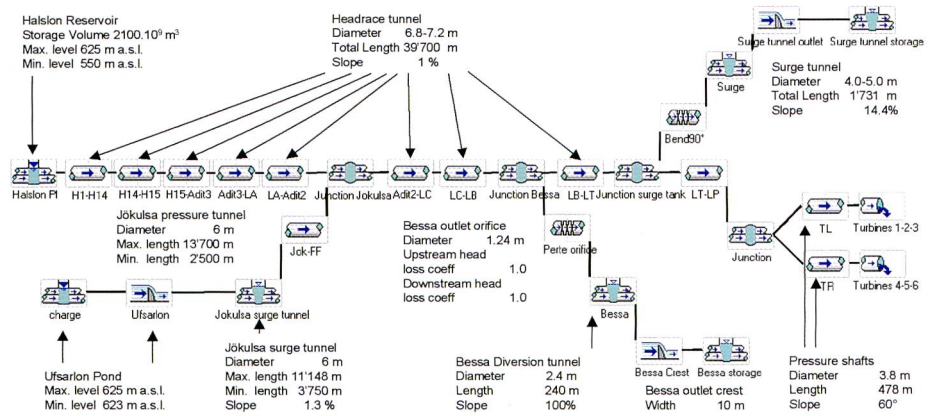 Halslon Reservoir
Storage Volume 2100.10⁹ m³
Max. level 625 m a.s.l.
Min. level 550 m a.s.l.
Headrace tunnel
Diameter 6.8-7.2 m
Total Length 39'700 m
Slope 1 %
Surge tunnel outlet
Surge tunnel storage
Surge
Surge tunnel
Diameter 4.0-5.0 m
Total Length 1'731 m
Slope 14.4%
Bend90°
Halslon PI
H1-H14
H14-H15
H15-Adit3
Adit3-LA
LA-Adit2
Junction Jokulsa
Adit2-LC
LC-LB
Junction Bessa
LB-LT
Junction surge tank
LT-LP
Jökulsa pressure tunnel
Diameter 6 m
Max. length 13'700 m
Min. length 2'500 m
Jok-FF
Bessa outlet orifice
Diameter 1.24 m
Upstream head
loss coeff 1.0
Downstream head
loss coeff 1.0
Perte orifice
Junction
TL
Turbines 1-2-3
TR
Turbines 4-5-6
charge
Ufsarlon
Jokulsa surge tunnel
Bessa
Bessa Crest
Bessa storage
Ufsarlon Pond
Max. level 625 m a.s.l.
Min. level 623 m a.s.l.
Jökulsa surge tunnel
Diameter 6 m
Max. length 11'148 m
Min. length 3'750 m
Slope 1.3 %
Bessa Diversion tunnel
Diameter 2.4 m
Length 240 m
Slope 100%
Bessa outlet crest
Width 10 m
Pressure shafts
Diameter 3.8 m
Length 478 m
Slope 60°